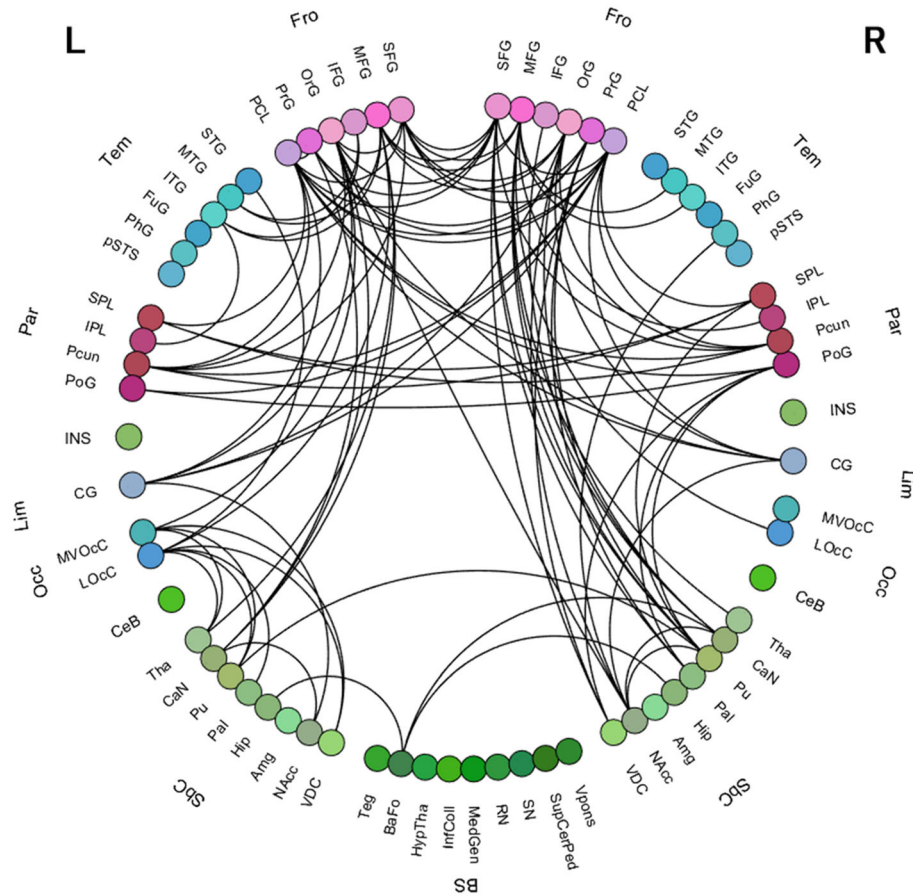 L
R
Fro
SFG
MFG
IFG
OrG
PrG
PCL
Tem
STG
MTG
ITG
FuG
PhG
pSTS
Par
SPL
IPL
Pcun
PoG
INS
Lim
CG
Occ
MVOcC
LOcC
CeB
SbC
Tha
CaN
Pu
Pal
Hip
Amg
NAcc
VDC
BS
Teg
BaFo
HypTha
InfColl
MedGen
RN
SN
SupCerPed
Vpons
Fro
SFG
MFG
IFG
OrG
PrG
PCL
Tem
STG
MTG
ITG
FuG
PhG
pSTS
Par
SPL
IPL
Pcun
PoG
INS
Lim
CG
Occ
MVOcC
LOcC
CeB
SbC
Tha
CaN
Pu
Pal
Hip
Amg
NAcc
VDC